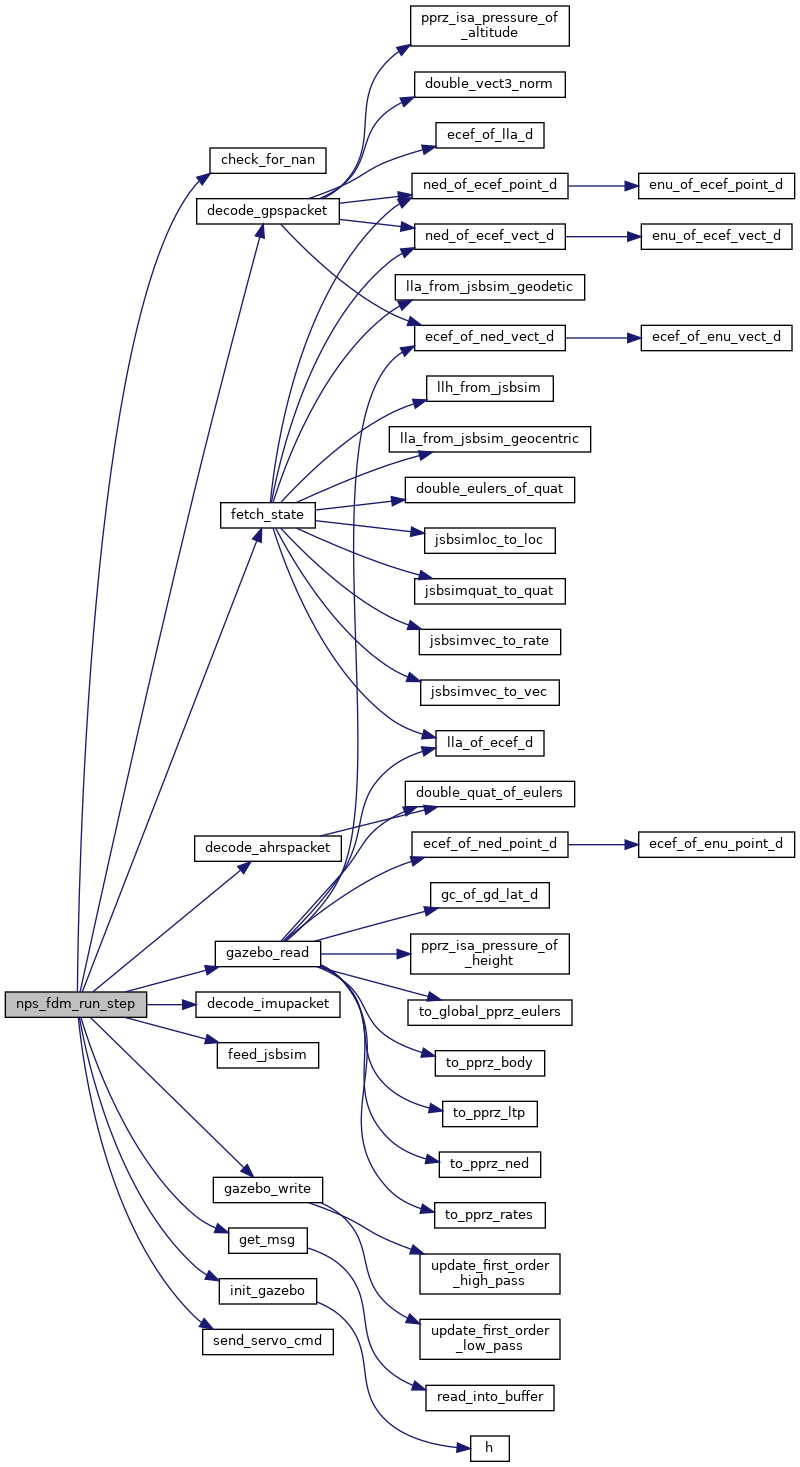 pprz_isa_pressure_of
_altitude
double_vect3_norm
ecef_of_lla_d
check_for_nan
ned_of_ecef_point_d
enu_of_ecef_point_d
decode_gpspacket
ned_of_ecef_vect_d
enu_of_ecef_vect_d
lla_from_jsbsim_geodetic
ecef_of_ned_vect_d
ecef_of_enu_vect_d
llh_from_jsbsim
lla_from_jsbsim_geocentric
double_eulers_of_quat
fetch_state
jsbsimloc_to_loc
jsbsimquat_to_quat
jsbsimvec_to_rate
jsbsimvec_to_vec
lla_of_ecef_d
double_quat_of_eulers
decode_ahrspacket
ecef_of_ned_point_d
ecef_of_enu_point_d
gc_of_gd_lat_d
gazebo_read
pprz_isa_pressure_of
_height
nps_fdm_run_step
decode_imupacket
to_global_pprz_eulers
feed_jsbsim
to_pprz_body
to_pprz_ltp
to_pprz_ned
gazebo_write
to_pprz_rates
get_msg
update_first_order
_high_pass
init_gazebo
send_servo_cmd
update_first_order
_low_pass
read_into_buffer
h